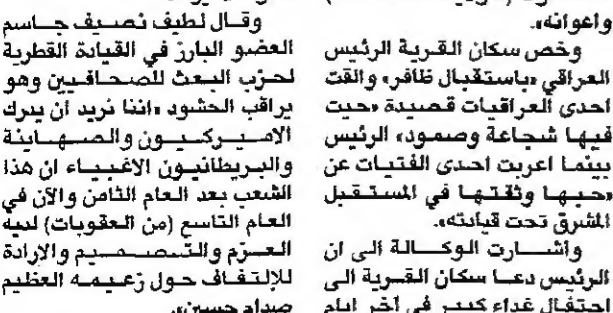 واعوانه».
وخص سكان القرية الرئيس
العراقي «باستقبال ظافر» والقت
احدى العراقيات قصيدة «حيت
فيها شجاعة وصمود» الرئيس
بينما اعربت احدى الفتيات عن
«حبها وثقتها في المستقبل
المشرق تحت قيادته».
واشارت الوكالة الى ان
الرئيس دعا سكان القرية الى
احتفال غداء كبير في آخر ايام
وقال لطيف نصيف جاسم
العضو البارز في القيادة القطرية
لحزب البعث للصحافيين وهو
يراقب الحشود «اننا نريد ان يدرك
الاميركيون والصهاينة
والبريطانيون الاغبياء ان هذا
الشعب بعد العام الثامن والآن في
العام التاسع (من العقوبات) لديه
العزم والتصميم والإرادة
للإلتفاف حول زعيمه العظيم
صدام حسين».